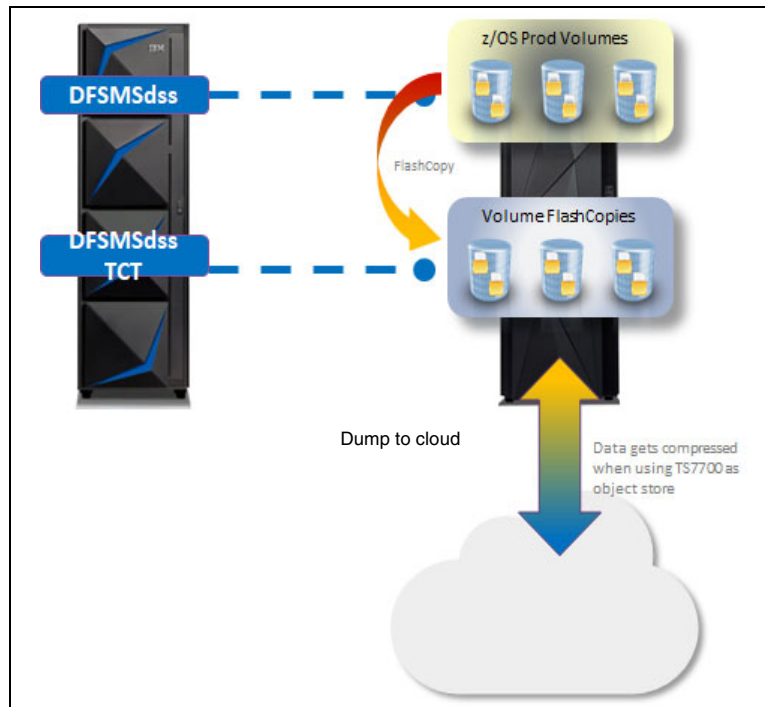 IBM
z/OS Prod Volumes
DFSMSdss
FlashCopy
Volume FlashCopies
DFSMSdss
TCT
Dump to cloud
Data gets compressed
when using TS7700 as
object store